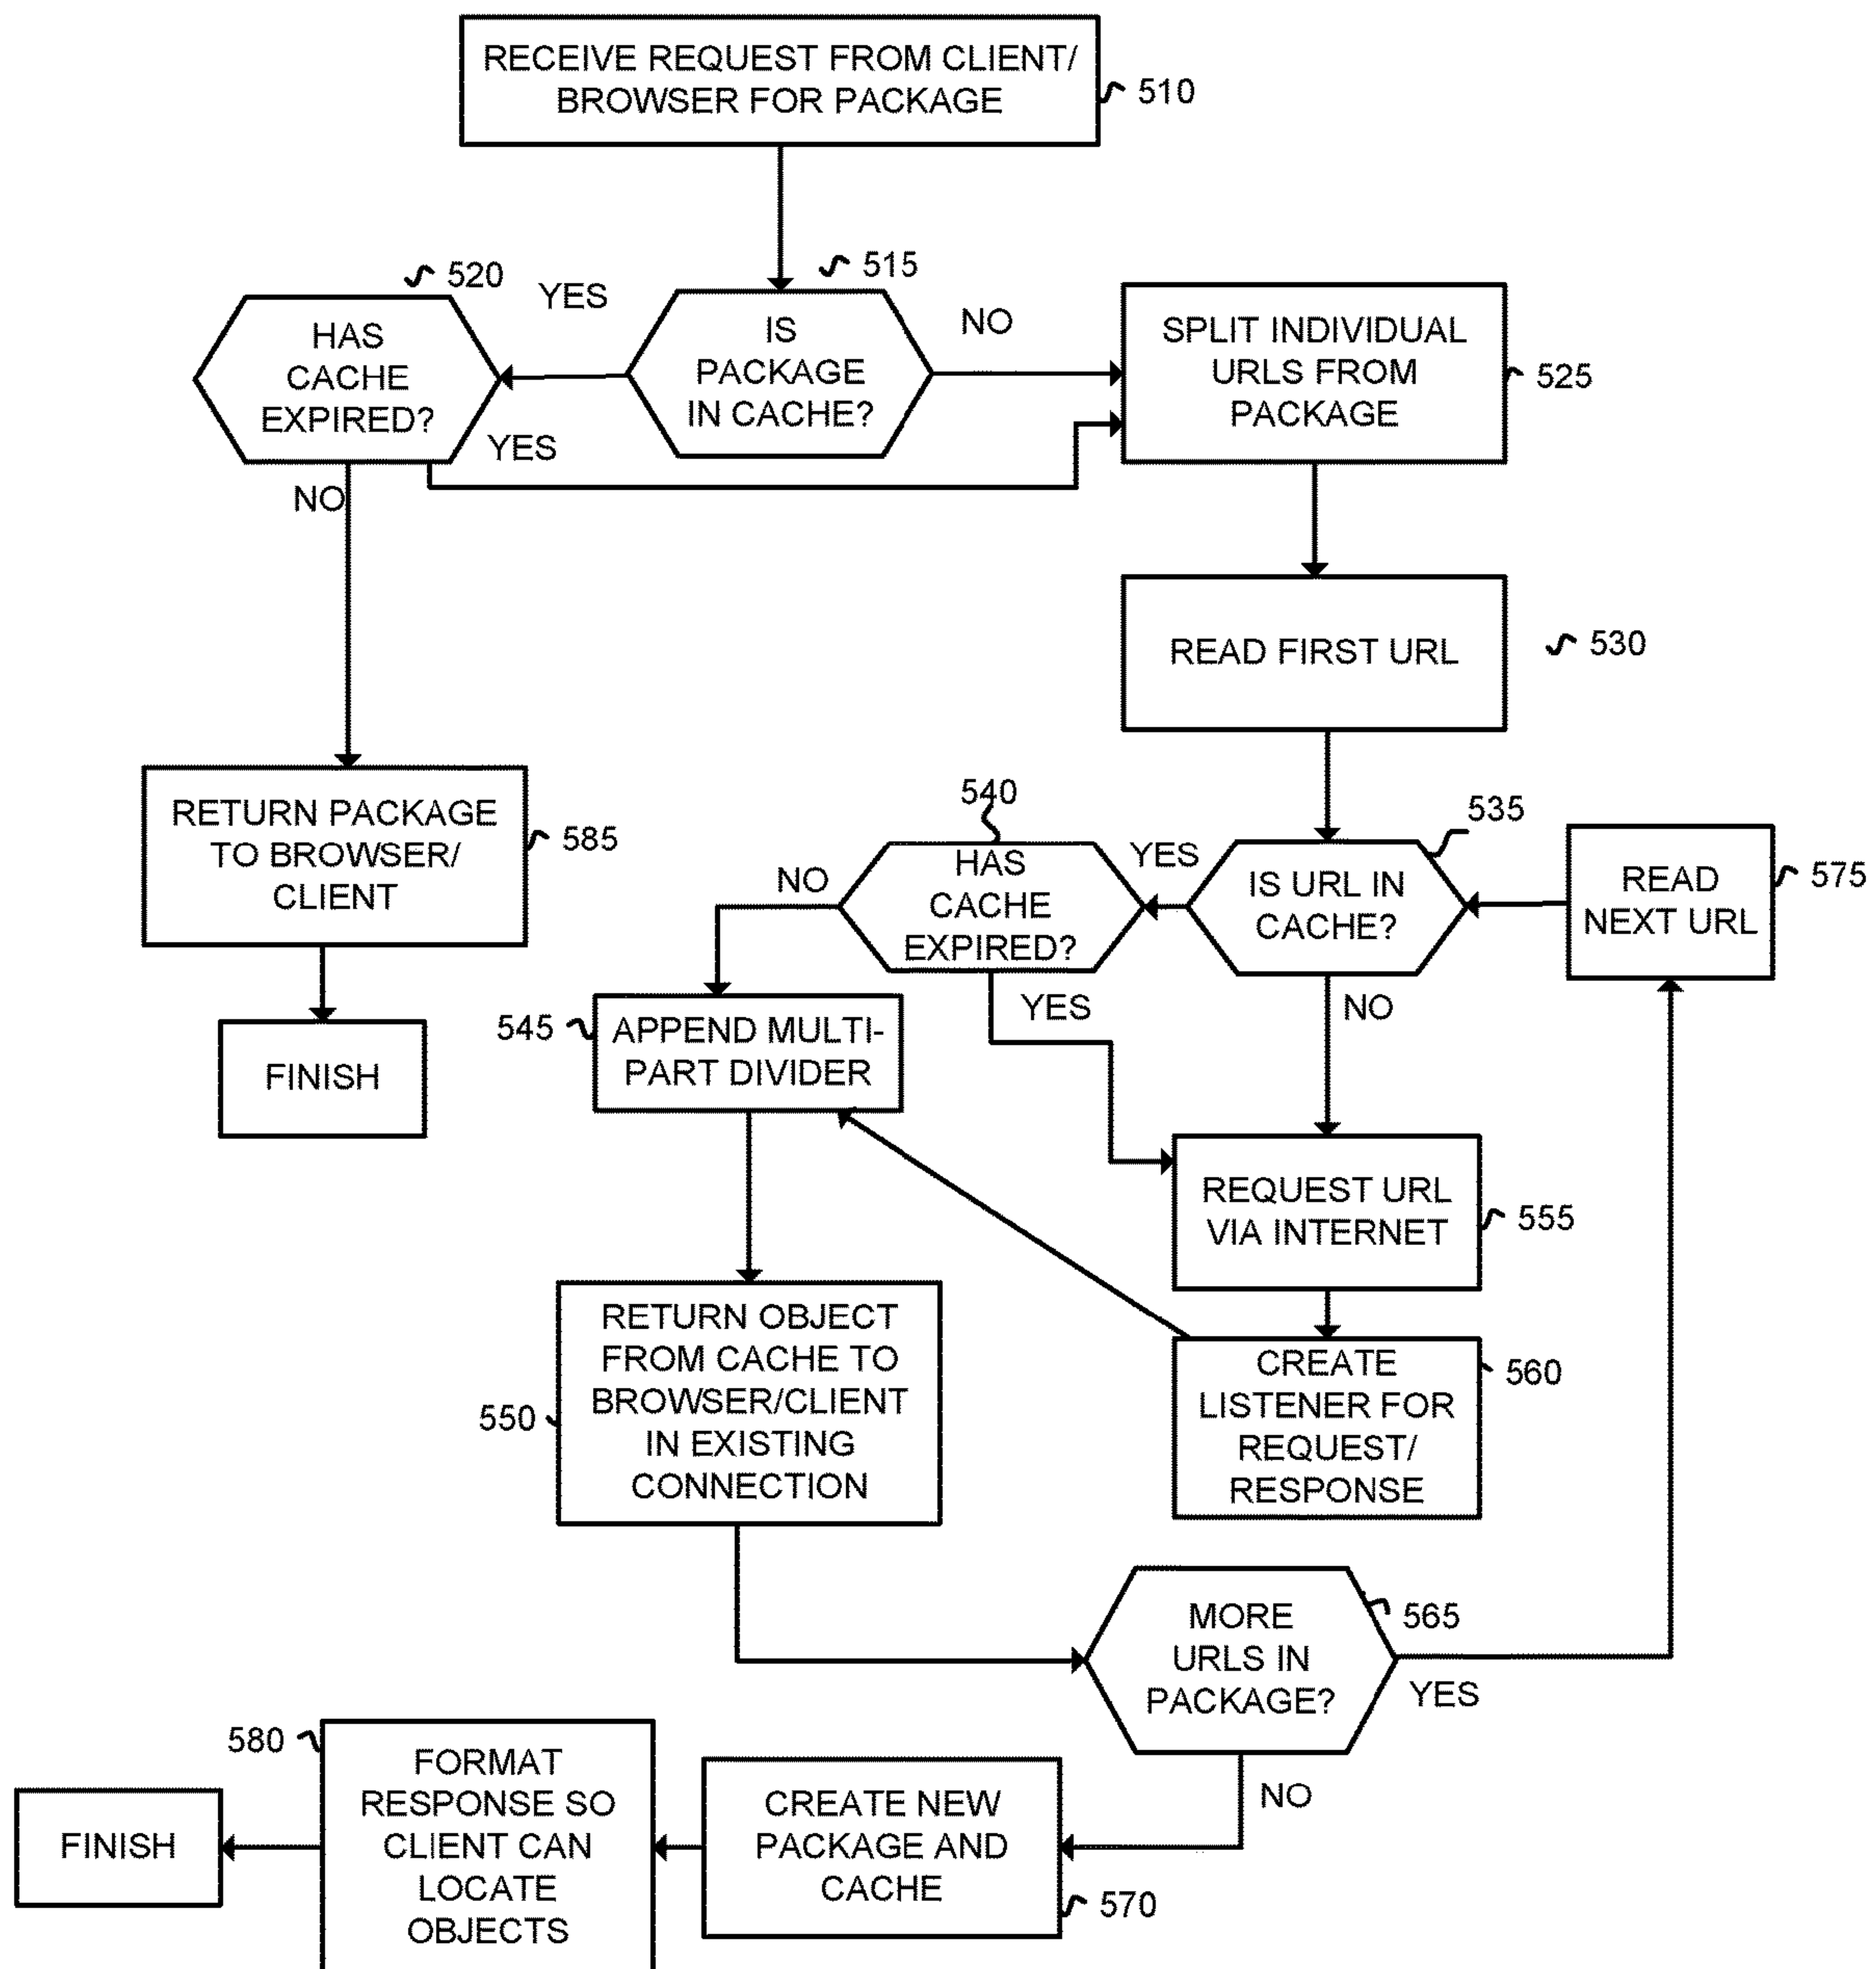 RECEIVE REQUEST FROM CLIENT/
BROWSER FOR PACKAGE
510
520
515
YES
NO
HAS
CACHE
EXPIRED?
IS
PACKAGE
IN CACHE?
SPLIT INDIVIDUAL
URLS FROM
PACKAGE
525
YES
NO
READ FIRST URL
530
RETURN PACKAGE
TO BROWSER/
CLIENT
585
540
535
NO
HAS
CACHE
EXPIRED?
YES
IS URL IN
CACHE?
READ
NEXT URL
575
FINISH
545
APPEND MULTI-
PART DIVIDER
YES
NO
REQUEST URL
VIA INTERNET
555
550
RETURN OBJECT
FROM CACHE TO
BROWSER/CLIENT
IN EXISTING
CONNECTION
CREATE
LISTENER FOR
REQUEST/
RESPONSE
560
MORE
URLS IN
PACKAGE?
565
YES
NO
580
FINISH
FORMAT
RESPONSE SO
CLIENT CAN
LOCATE
OBJECTS
CREATE NEW
PACKAGE AND
CACHE
570